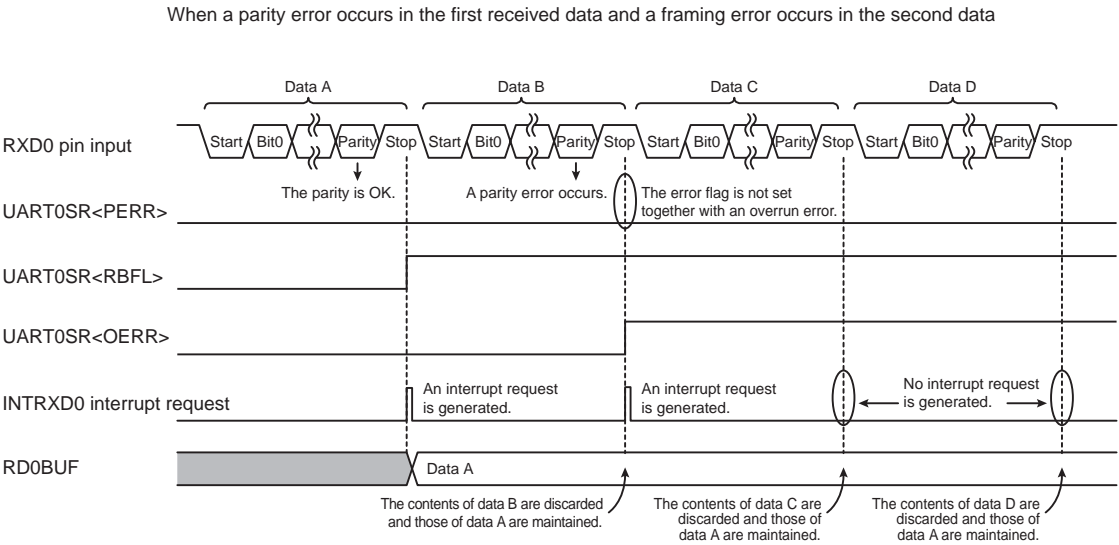 When a parity error occurs in the first received data and a framing error occurs in the second data
Data A
Data B
Data C
Data D
RXD0 pin input
Start Bit0 Parity Stop Start Bit0 Parity Stop Start Bit0 Parity Stop Start Bit0 Parity Stop
The parity is OK.
A parity error occurs.
The error flag is not set
together with an overrun error.
UART0SR<PERR>
UART0SR<RBFL>
UART0SR<OERR>
INTRXD0 interrupt request
An interrupt request
is generated.
An interrupt request
is generated.
No interrupt request
is generated.
RD0BUF
Data A
The contents of data B are discarded
and those of data A are maintained.
The contents of data C are
discarded and those of
data A are maintained.
The contents of data D are
discarded and those of
data A are maintained.